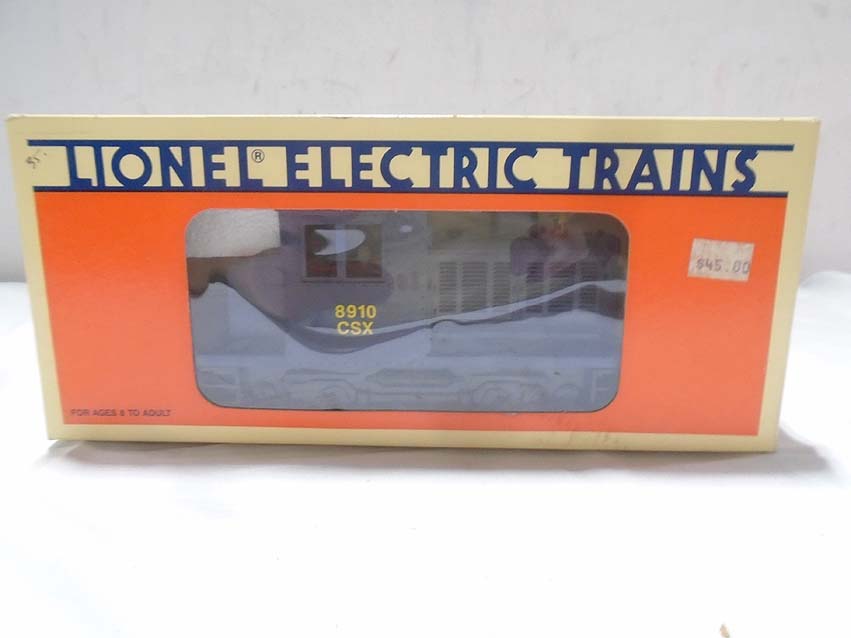 LIONEL® ELECTRIC TRAINS
$45.00
8910
CSX
FOR AGES 8 TO ADULT